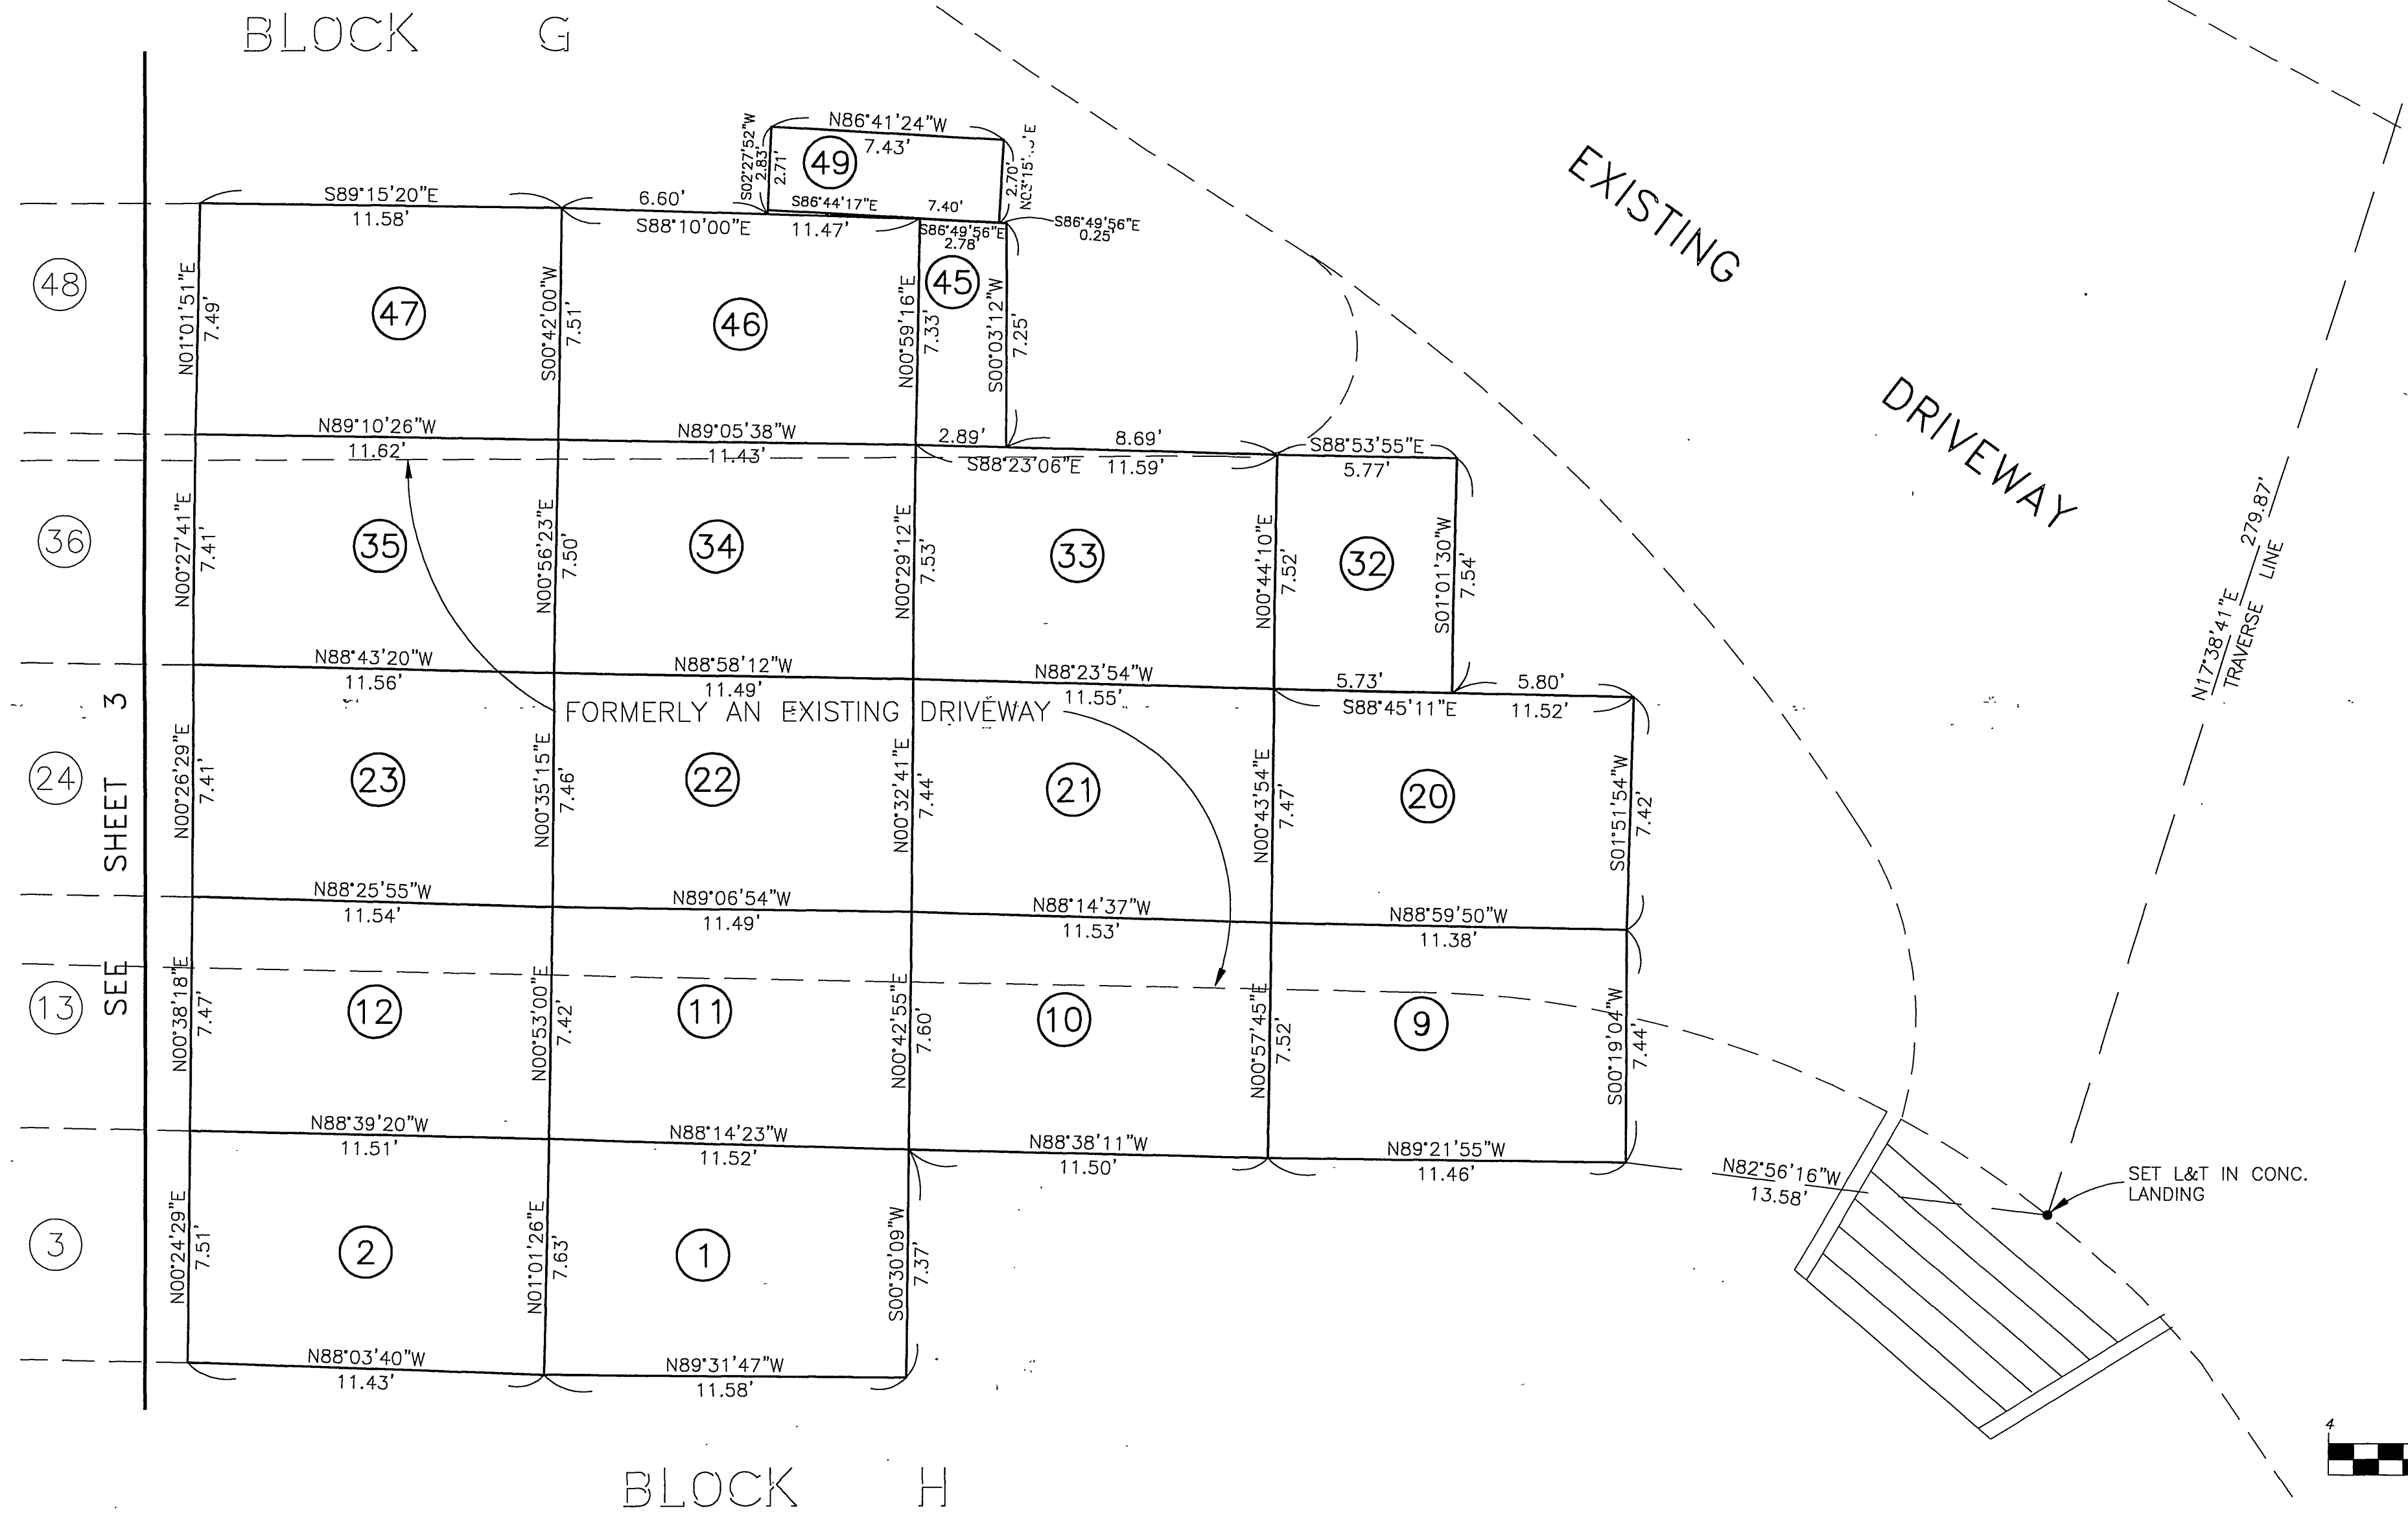 BLOCK G
N86°41'24"W
7.43'
S02°27'52"W
2.83'
2.71'
49
2.70'
S86°44'17"E
7.40'
S86°49'56"E
0.25'
S86°49'56"E
2.78'
S89°15'20"E
11.58'
6.60'
S88°10'00"E
11.47'
48
N01°01'51"E
7.49'
47
S00°42'00"W
7.51'
46
N00°59'16"E
7.33'
45
S00°03'12"W
7.25'
EXISTING
DRIVEWAY
N89°10'26"W
11.62'
N89°05'38"W
11.43'
2.89'
8.69'
S88°23'06"E
11.59'
S88°53'55"E
5.77'
36
N00°27'41"E
7.41'
35
N00°56'23"E
7.50'
34
N00°29'12"E
7.53'
33
N00°44'10"E
7.52'
32
S01°01'30"W
7.54'
N17°38'41"E 279.87'
TRAVERSE LINE
N88°43'20"W
11.56'
N88°58'12"W
11.49'
N88°23'54"W
11.55'
5.73'
5.80'
S88°45'11"E
11.52'
FORMERLY AN EXISTING DRIVEWAY
SEE SHEET 3
24
N00°26'29"E
7.41'
23
N00°35'15"E
7.46'
22
N00°32'41"E
7.44'
21
N00°43'54"E
7.47'
20
S01°51'54"W
7.42'
N88°25'55"W
11.54'
N89°06'54"W
11.49'
N88°14'37"W
11.53'
N88°59'50"W
11.38'
13
N00°38'18"E
7.47'
12
N00°53'00"E
7.42'
11
N00°42'55"E
7.60'
10
N00°57'45"E
7.52'
9
S00°19'04"W
7.44'
N88°39'20"W
11.51'
N88°14'23"W
11.52'
N88°38'11"W
11.50'
N89°21'55"W
11.46'
N82°56'16"W
13.58'
SET L&T IN CONC.
LANDING
3
N00°24'29"E
7.51'
2
N01°01'26"E
7.63'
1
S00°30'09"W
7.37'
N88°03'40"W
11.43'
N89°31'47"W
11.58'
4
BLOCK H